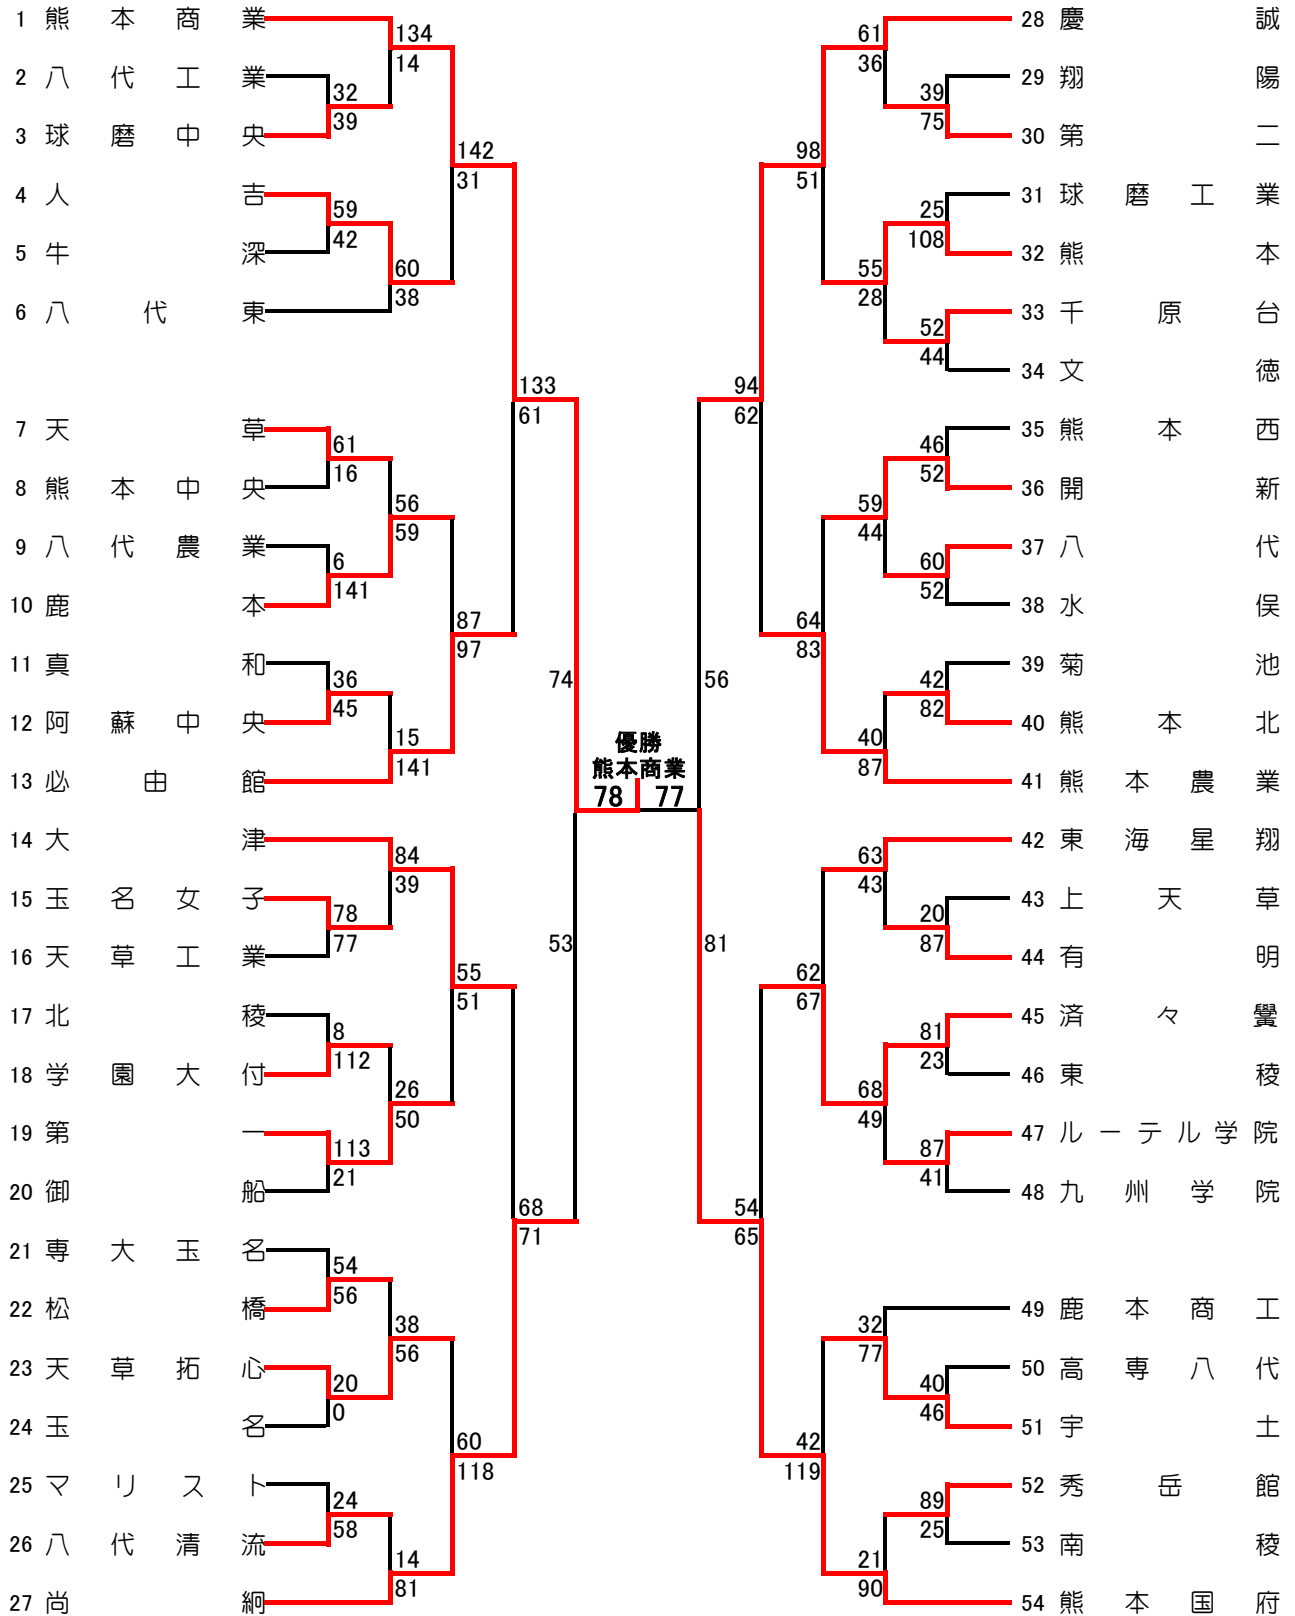 1 熊本商業
2 八代工業
3 球磨中央
4 人吉
5 牛深
6 八代東
7 天草
8 熊本中央
9 八代農業
10 鹿本
11 真和
12 阿蘇中央
13 必由館
14 大津
15 玉名女子
16 天草工業
17 北稜
18 学園大付
19 第一
20 御船
21 専大玉名
22 松橋
23 天草拓心
24 玉名
25 マリスト
26 八代清流
27 尚絅
134
14
32
39
142
31
59
42
60
38
133
61
61
16
56
59
6
141
87
97
36
45
15
141
74
84
39
78
77
53
55
51
8
112
26
50
113
21
68
71
54
56
38
56
20
0
60
118
24
58
14
81
優勝
熊本商業
78 77
56
81
61
36
39
75
98
51
25
108
55
28
52
44
94
62
46
52
59
44
60
52
64
83
42
82
40
87
63
43
20
87
62
67
81
23
68
49
87
41
54
65
32
77
40
46
42
119
89
25
21
90
28 慶誠
29 翔陽
30 第二
31 球磨工業
32 熊本
33 千原台
34 文徳
35 熊本西
36 開新
37 八代
38 水俣
39 菊池
40 熊本北
41 熊本農業
42 東海星翔
43 上天草
44 有明
45 済々黌
46 東稜
47 ルーテル学院
48 九州学院
49 鹿本商工
50 高専八代
51 宇土
52 秀岳館
53 南稜
54 熊本国府